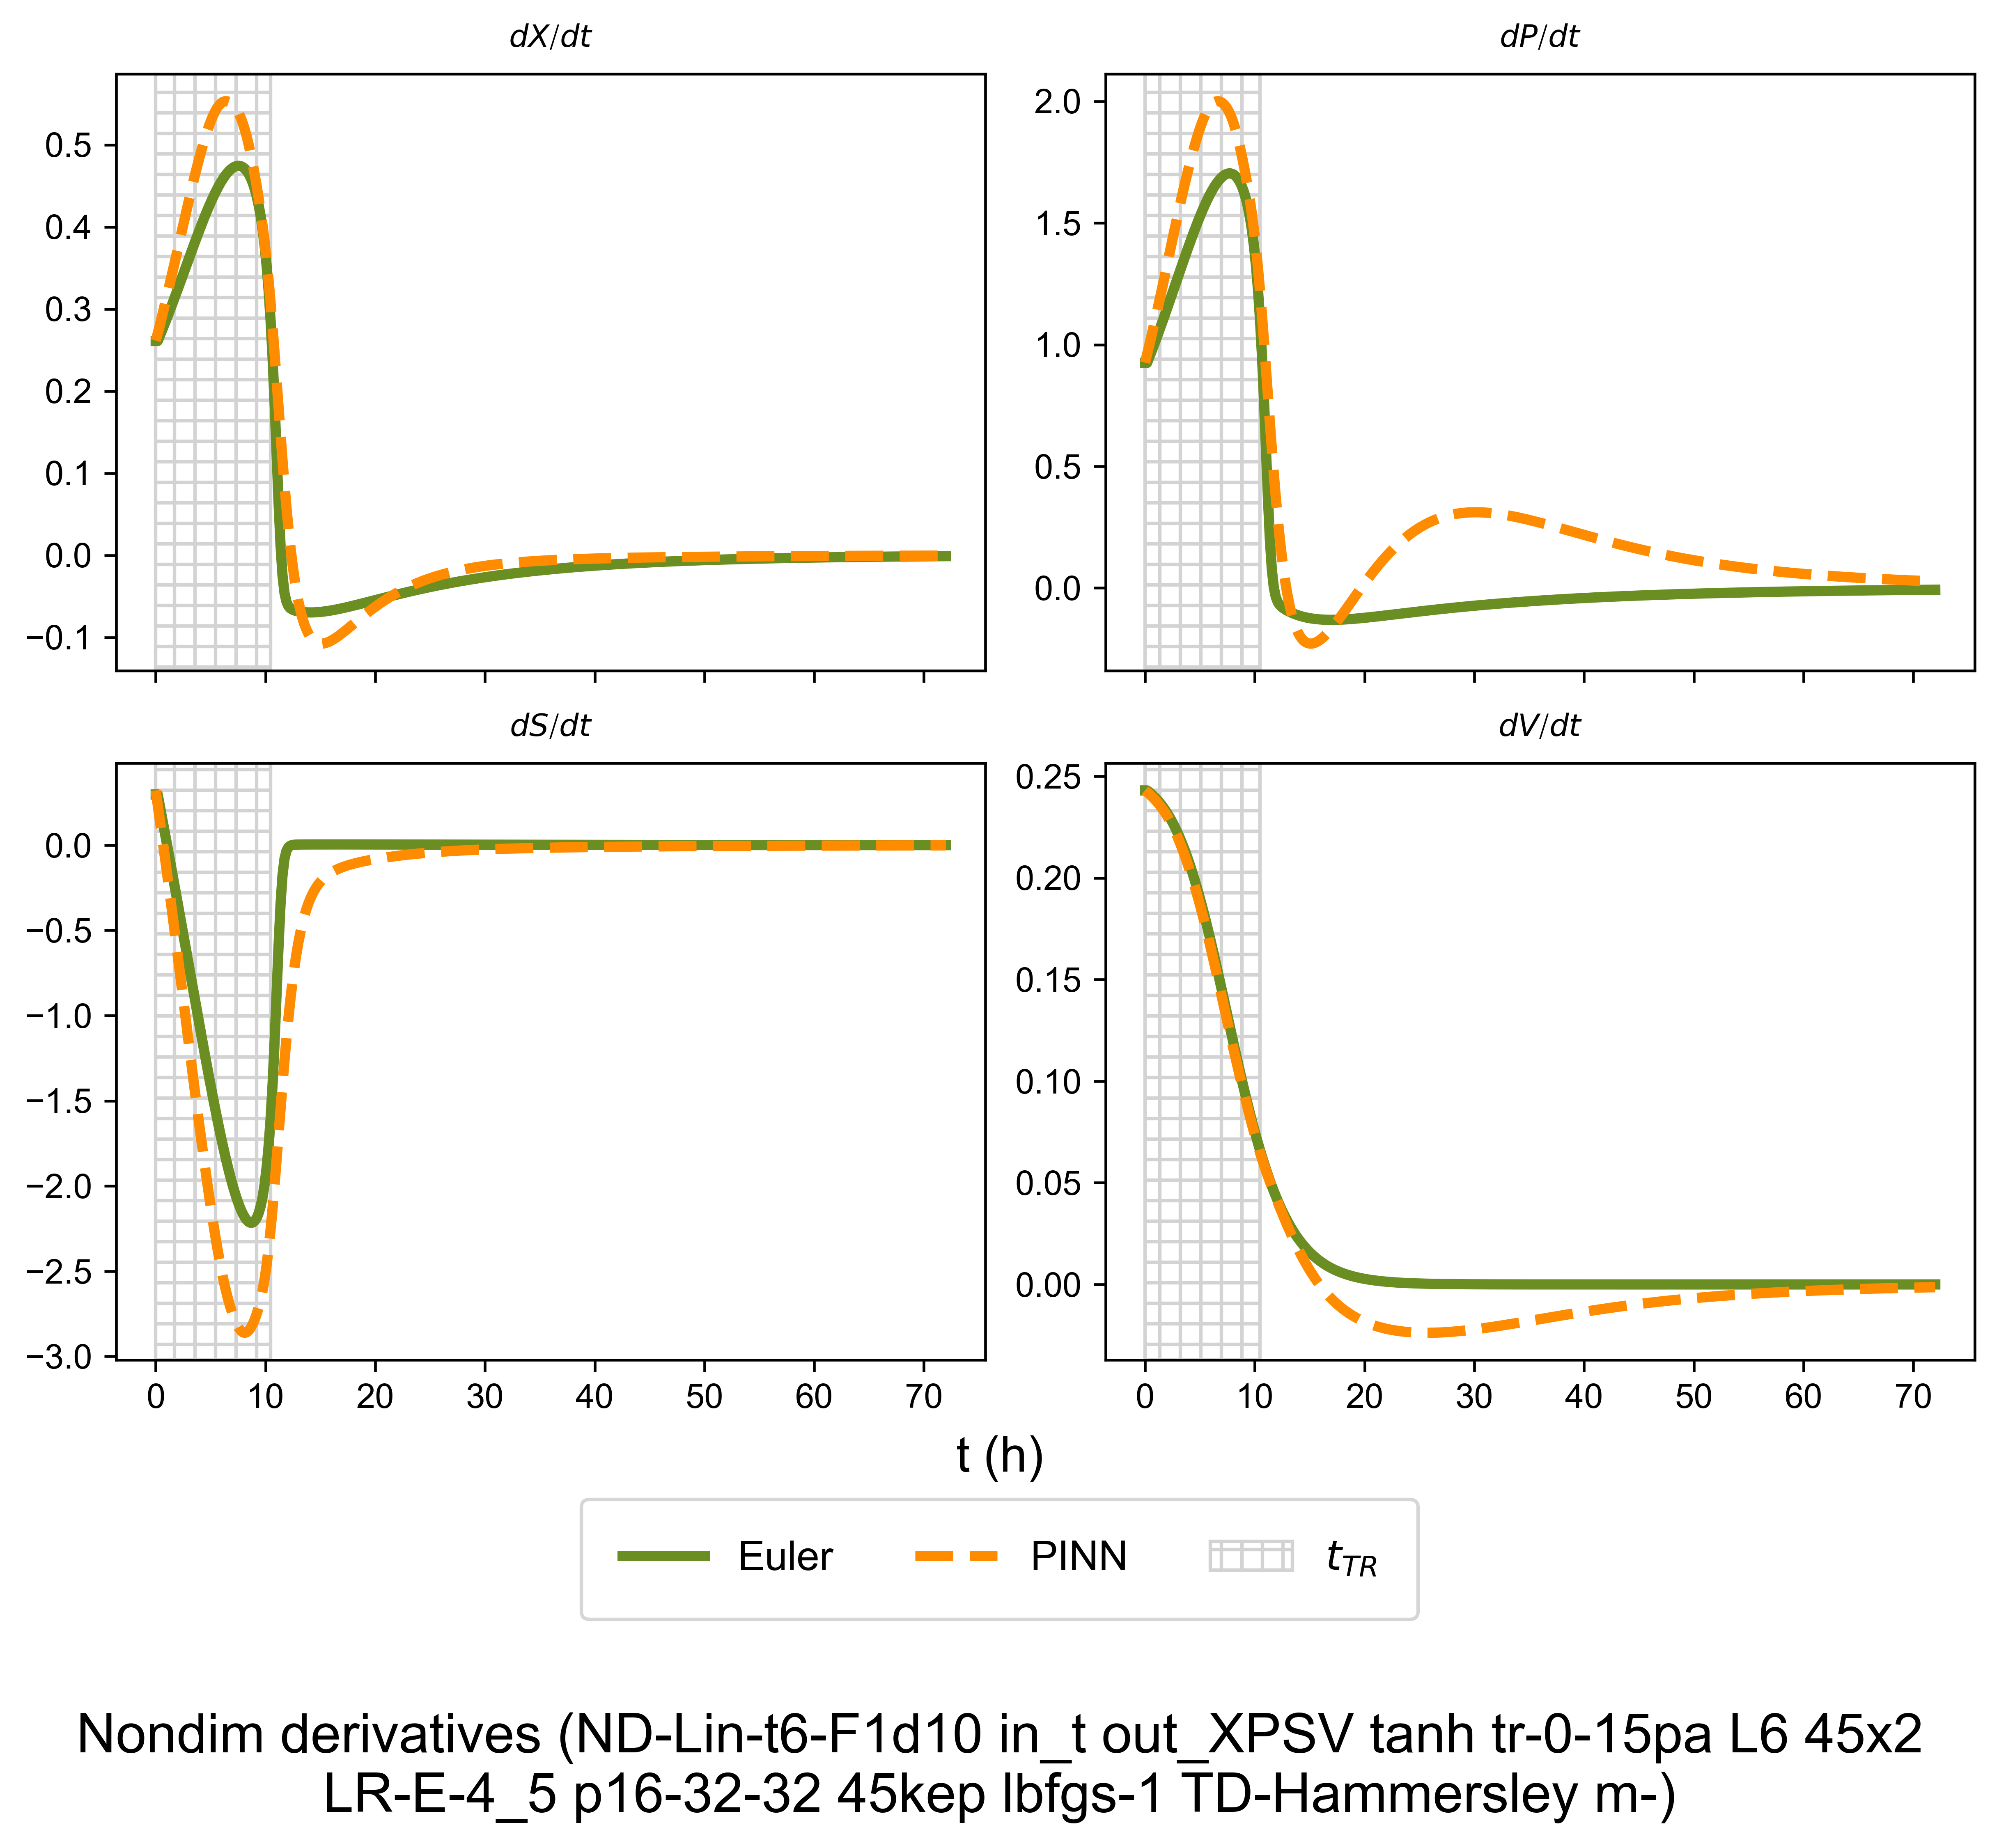 dX/dt
dP/dt
0.5
0.4
0.3
0.2
0.1
0.0
−0.1
2.0
1.5
1.0
0.5
0.0
dS/dt
dV/dt
0.0
−0.5
−1.0
−1.5
−2.0
−2.5
−3.0
0 10 20 30 40 50 60 70
0.25
0.20
0.15
0.10
0.05
0.00
0 10 20 30 40 50 60 70
t (h)
Euler PINN t_TR
Nondim derivatives (ND-Lin-t6-F1d10 in_t out_XPSV tanh tr-0-15pa L6 45x2
LR-E-4_5 p16-32-32 45kep lbfgs-1 TD-Hammersley m-)